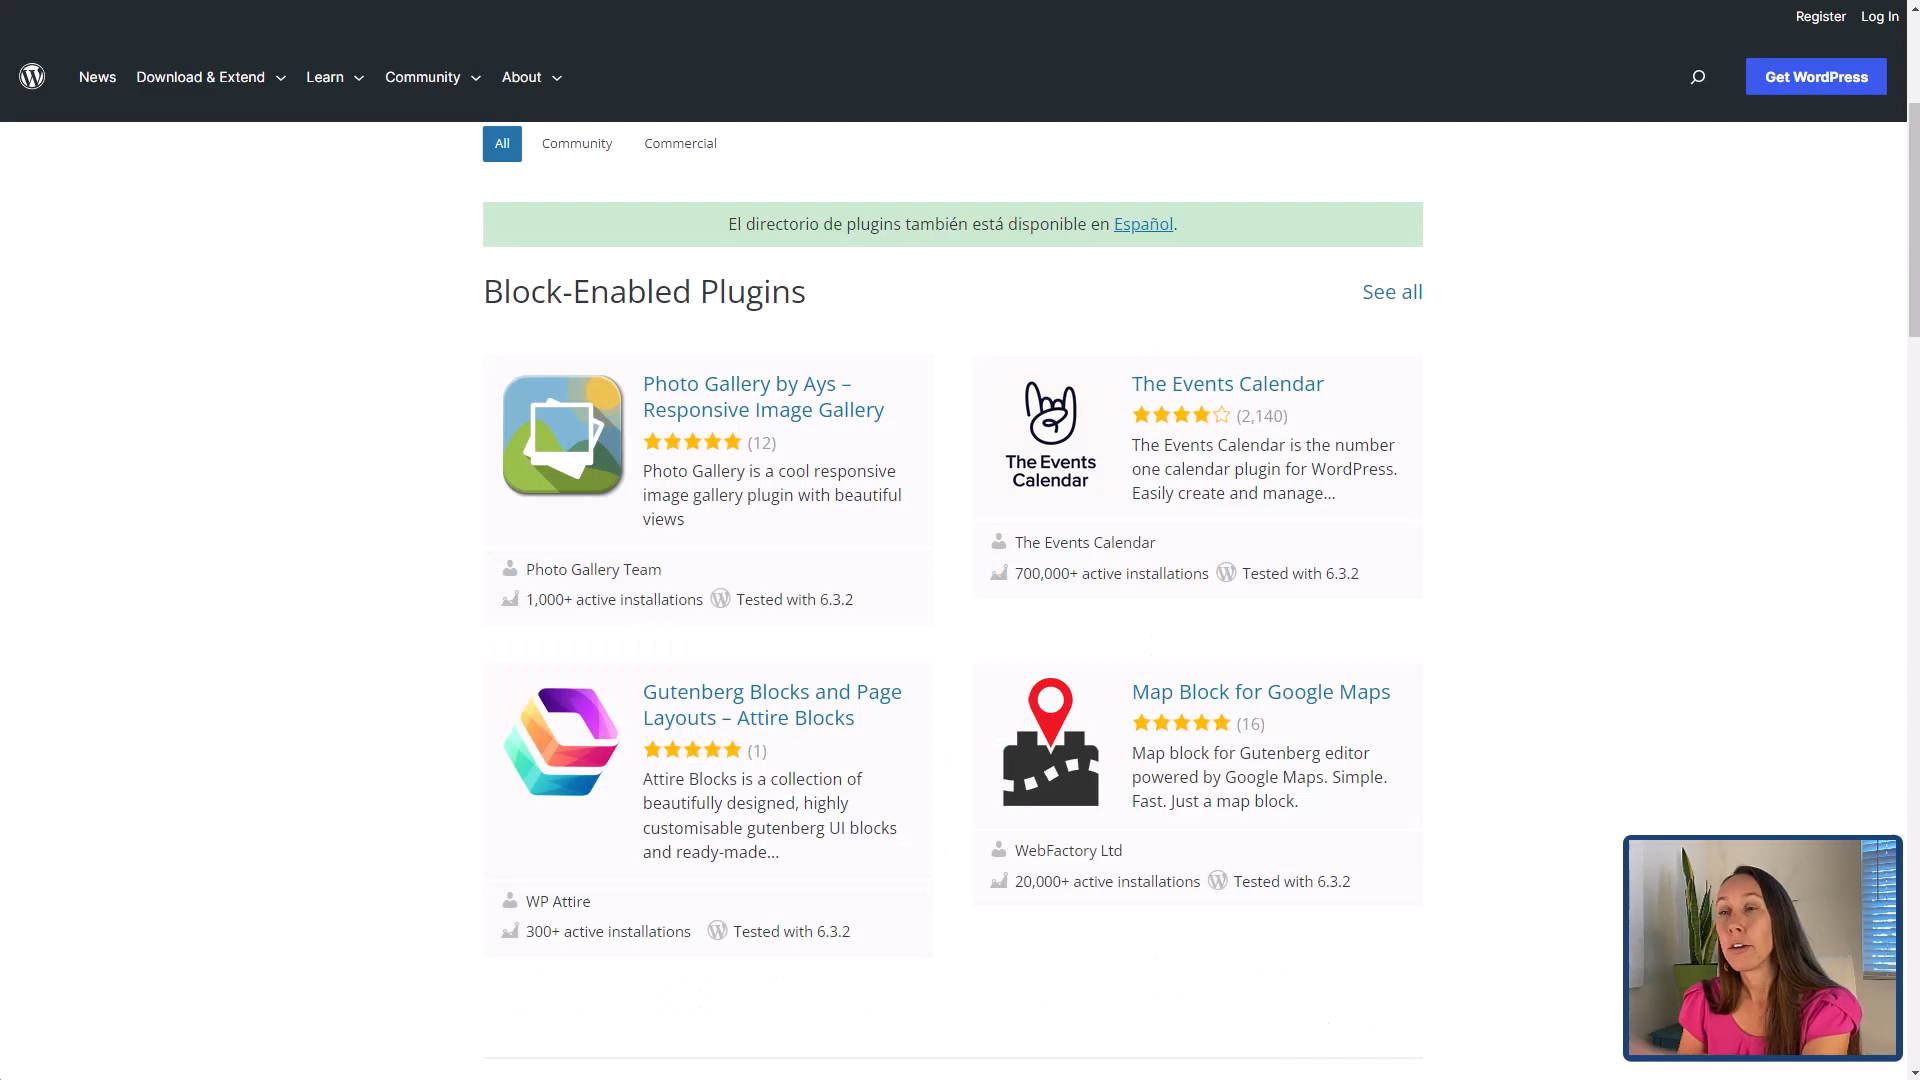 Register Log In
News Download & Extend Learn Community About Get WordPress
All Community Commercial
El directorio de plugins también está disponible en Español.
Block-Enabled Plugins See all
Photo Gallery by Ays –
Responsive Image Gallery
(12)
Photo Gallery is a cool responsive
image gallery plugin with beautiful
views
Photo Gallery Team
1,000+ active installations Tested with 6.3.2
The Events
Calendar
The Events Calendar
(2,140)
The Events Calendar is the number
one calendar plugin for WordPress.
Easily create and manage…
The Events Calendar
700,000+ active installations Tested with 6.3.2
Gutenberg Blocks and Page
Layouts – Attire Blocks
(1)
Attire Blocks is a collection of
beautifully designed, highly
customisable gutenberg UI blocks
and ready-made…
WP Attire
300+ active installations Tested with 6.3.2
Map Block for Google Maps
(16)
Map block for Gutenberg editor
powered by Google Maps. Simple.
Fast. Just a map block.
WebFactory Ltd
20,000+ active installations Tested with 6.3.2